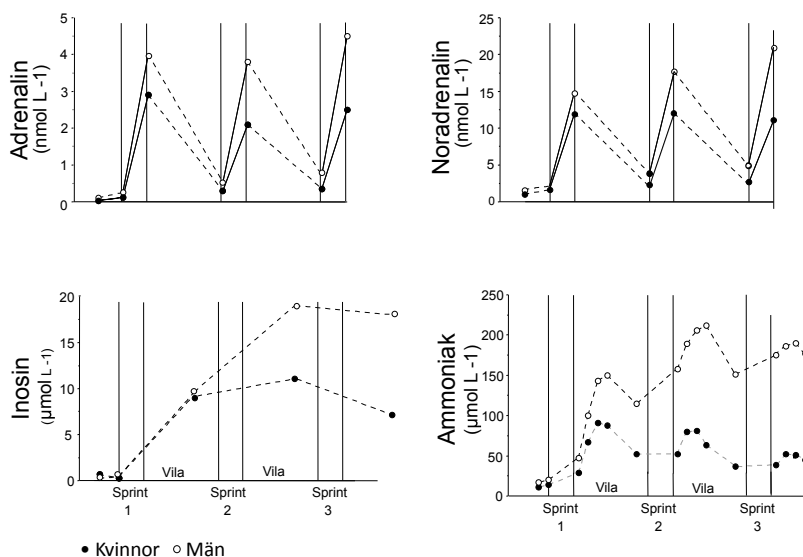 Adrenalin
(nmol L -1)
5
4
3
2
1
0
Noradrenalin
(nmol L -1)
25
20
15
10
5
0
Inosin
(µmol L -1)
20
15
10
5
0
Vila
Vila
Sprint
1
Sprint
2
Sprint
3
Ammoniak
(µmol L -1)
250
200
150
100
50
0
Vila
Vila
Sprint
1
Sprint
2
Sprint
3
Kvinnor
Män